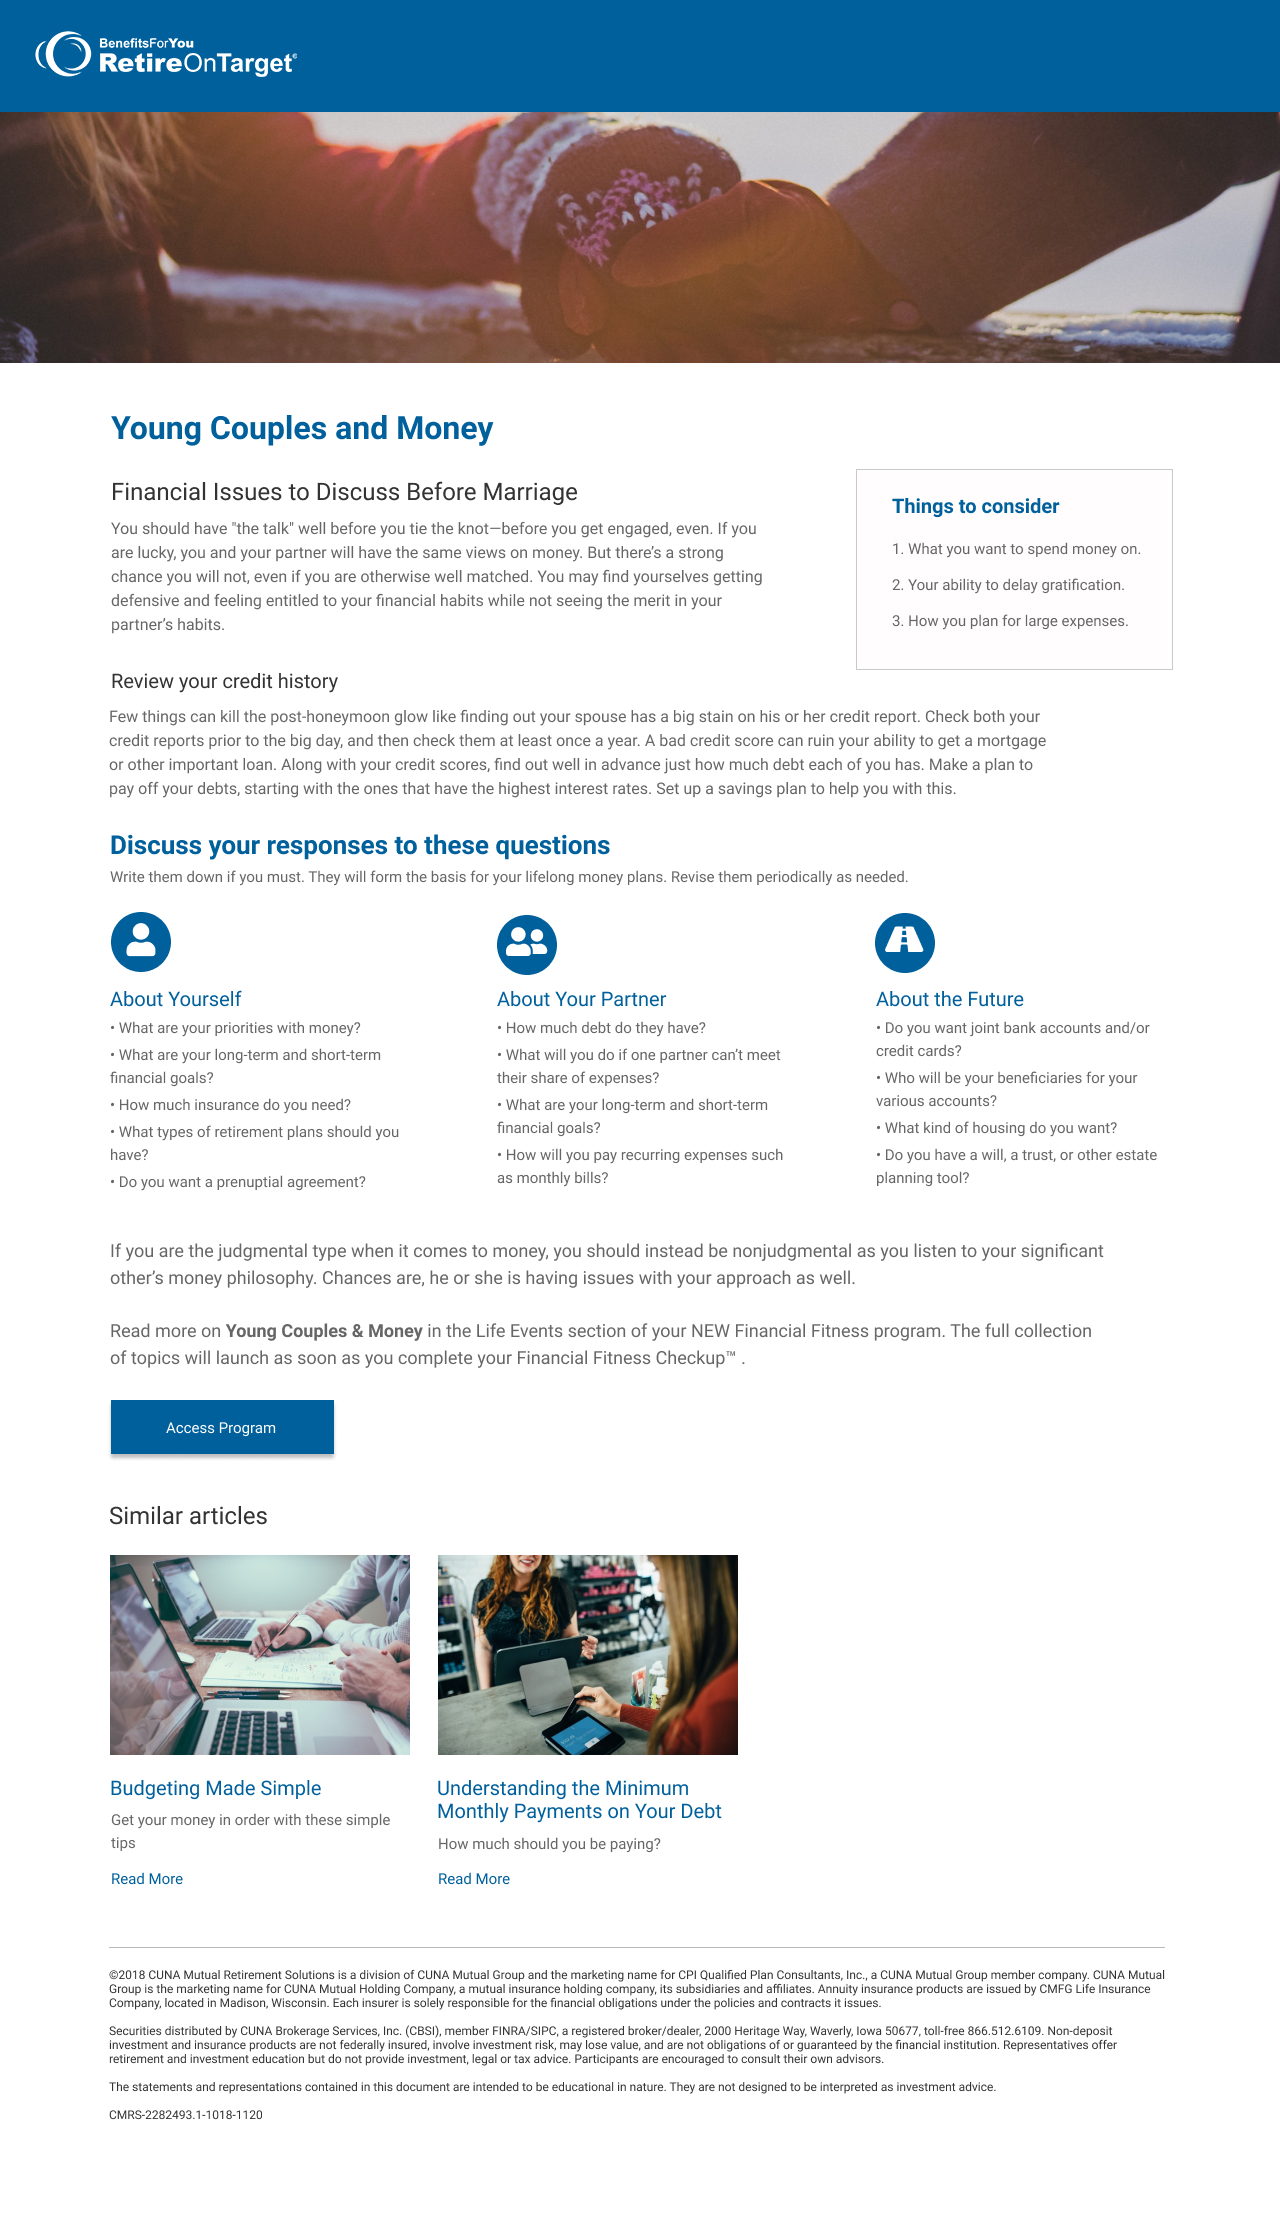 BenefitsForYou
RetireOnTarget®
Young Couples and Money
Financial Issues to Discuss Before Marriage
You should have "the talk" well before you tie the knot—before you get engaged, even. If you
are lucky, you and your partner will have the same views on money. But there’s a strong
chance you will not, even if you are otherwise well matched. You may find yourselves getting
defensive and feeling entitled to your financial habits while not seeing the merit in your
partner’s habits.
Things to consider
1. What you want to spend money on.
2. Your ability to delay gratification.
3. How you plan for large expenses.
Review your credit history
Few things can kill the post-honeymoon glow like finding out your spouse has a big stain on his or her credit report. Check both your
credit reports prior to the big day, and then check them at least once a year. A bad credit score can ruin your ability to get a mortgage
or other important loan. Along with your credit scores, find out well in advance just how much debt each of you has. Make a plan to
pay off your debts, starting with the ones that have the highest interest rates. Set up a savings plan to help you with this.
Discuss your responses to these questions
Write them down if you must. They will form the basis for your lifelong money plans. Revise them periodically as needed.
About Yourself
• What are your priorities with money?
• What are your long-term and short-term
financial goals?
• How much insurance do you need?
• What types of retirement plans should you
have?
• Do you want a prenuptial agreement?
About Your Partner
• How much debt do they have?
• What will you do if one partner can’t meet
their share of expenses?
• What are your long-term and short-term
financial goals?
• How will you pay recurring expenses such
as monthly bills?
About the Future
• Do you want joint bank accounts and/or
credit cards?
• Who will be your beneficiaries for your
various accounts?
• What kind of housing do you want?
• Do you have a will, a trust, or other estate
planning tool?
If you are the judgmental type when it comes to money, you should instead be nonjudgmental as you listen to your significant
other’s money philosophy. Chances are, he or she is having issues with your approach as well.
Read more on Young Couples & Money in the Life Events section of your NEW Financial Fitness program. The full collection
of topics will launch as soon as you complete your Financial Fitness Checkup™ .
Access Program
Similar articles
Budgeting Made Simple
Get your money in order with these simple
tips
Read More
Understanding the Minimum
Monthly Payments on Your Debt
How much should you be paying?
Read More
©2018 CUNA Mutual Retirement Solutions is a division of CUNA Mutual Group and the marketing name for CPI Qualified Plan Consultants, Inc., a CUNA Mutual Group member company. CUNA Mutual
Group is the marketing name for CUNA Mutual Holding Company, a mutual insurance holding company, its subsidiaries and affiliates. Annuity insurance products are issued by CMFG Life Insurance
Company, located in Madison, Wisconsin. Each insurer is solely responsible for the financial obligations under the policies and contracts it issues.
Securities distributed by CUNA Brokerage Services, Inc. (CBSI), member FINRA/SIPC, a registered broker/dealer, 2000 Heritage Way, Waverly, Iowa 50677, toll-free 866.512.6109. Non-deposit
investment and insurance products are not federally insured, involve investment risk, may lose value, and are not obligations of or guaranteed by the financial institution. Representatives offer
retirement and investment education but do not provide investment, legal or tax advice. Participants are encouraged to consult their own advisors.
The statements and representations contained in this document are intended to be educational in nature. They are not designed to be interpreted as investment advice.
CMRS-2282493.1-1018-1120